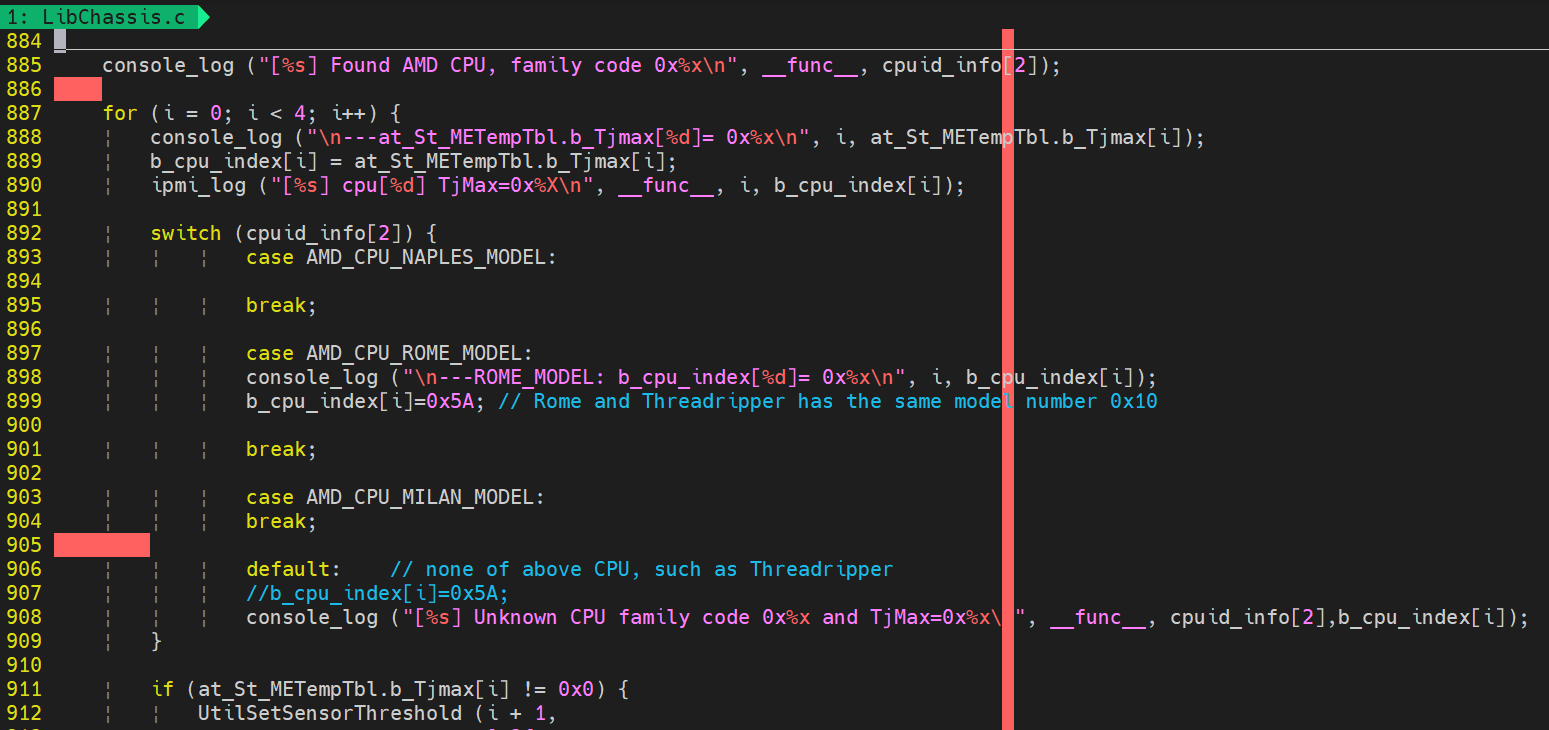 1: LibChassis.c
884
885     console_log ("[%s] Found AMD CPU, family code 0x%x\n", __func__, cpuid_info[2]);
886
887     for (i = 0; i < 4; i++) {
888     ¦   console_log ("\n---at_St_METempTbl.b_Tjmax[%d]= 0x%x\n", i, at_St_METempTbl.b_Tjmax[i]);
889     ¦   b_cpu_index[i] = at_St_METempTbl.b_Tjmax[i];
890     ¦   ipmi_log ("[%s] cpu[%d] TjMax=0x%X\n", __func__, i, b_cpu_index[i]);
891
892     ¦   switch (cpuid_info[2]) {
893     ¦   ¦   ¦   case AMD_CPU_NAPLES_MODEL:
894
895     ¦   ¦   ¦   break;
896
897     ¦   ¦   ¦   case AMD_CPU_ROME_MODEL:
898     ¦   ¦   ¦   console_log ("\n---ROME_MODEL: b_cpu_index[%d]= 0x%x\n", i, b_cpu_index[i]);
899     ¦   ¦   ¦   b_cpu_index[i]=0x5A; // Rome and Threadripper has the same model number 0x10
900
901     ¦   ¦   ¦   break;
902
903     ¦   ¦   ¦   case AMD_CPU_MILAN_MODEL:
904     ¦   ¦   ¦   break;
905
906     ¦   ¦   ¦   default:    // none of above CPU, such as Threadripper
907     ¦   ¦   ¦   //b_cpu_index[i]=0x5A;
908     ¦   ¦   ¦   console_log ("[%s] Unknown CPU family code 0x%x and TjMax=0x%x\ ", __func__, cpuid_info[2],b_cpu_index[i]);
909     ¦   }
910
911     ¦   if (at_St_METempTbl.b_Tjmax[i] != 0x0) {
912     ¦   ¦   UtilSetSensorThreshold (i + 1,